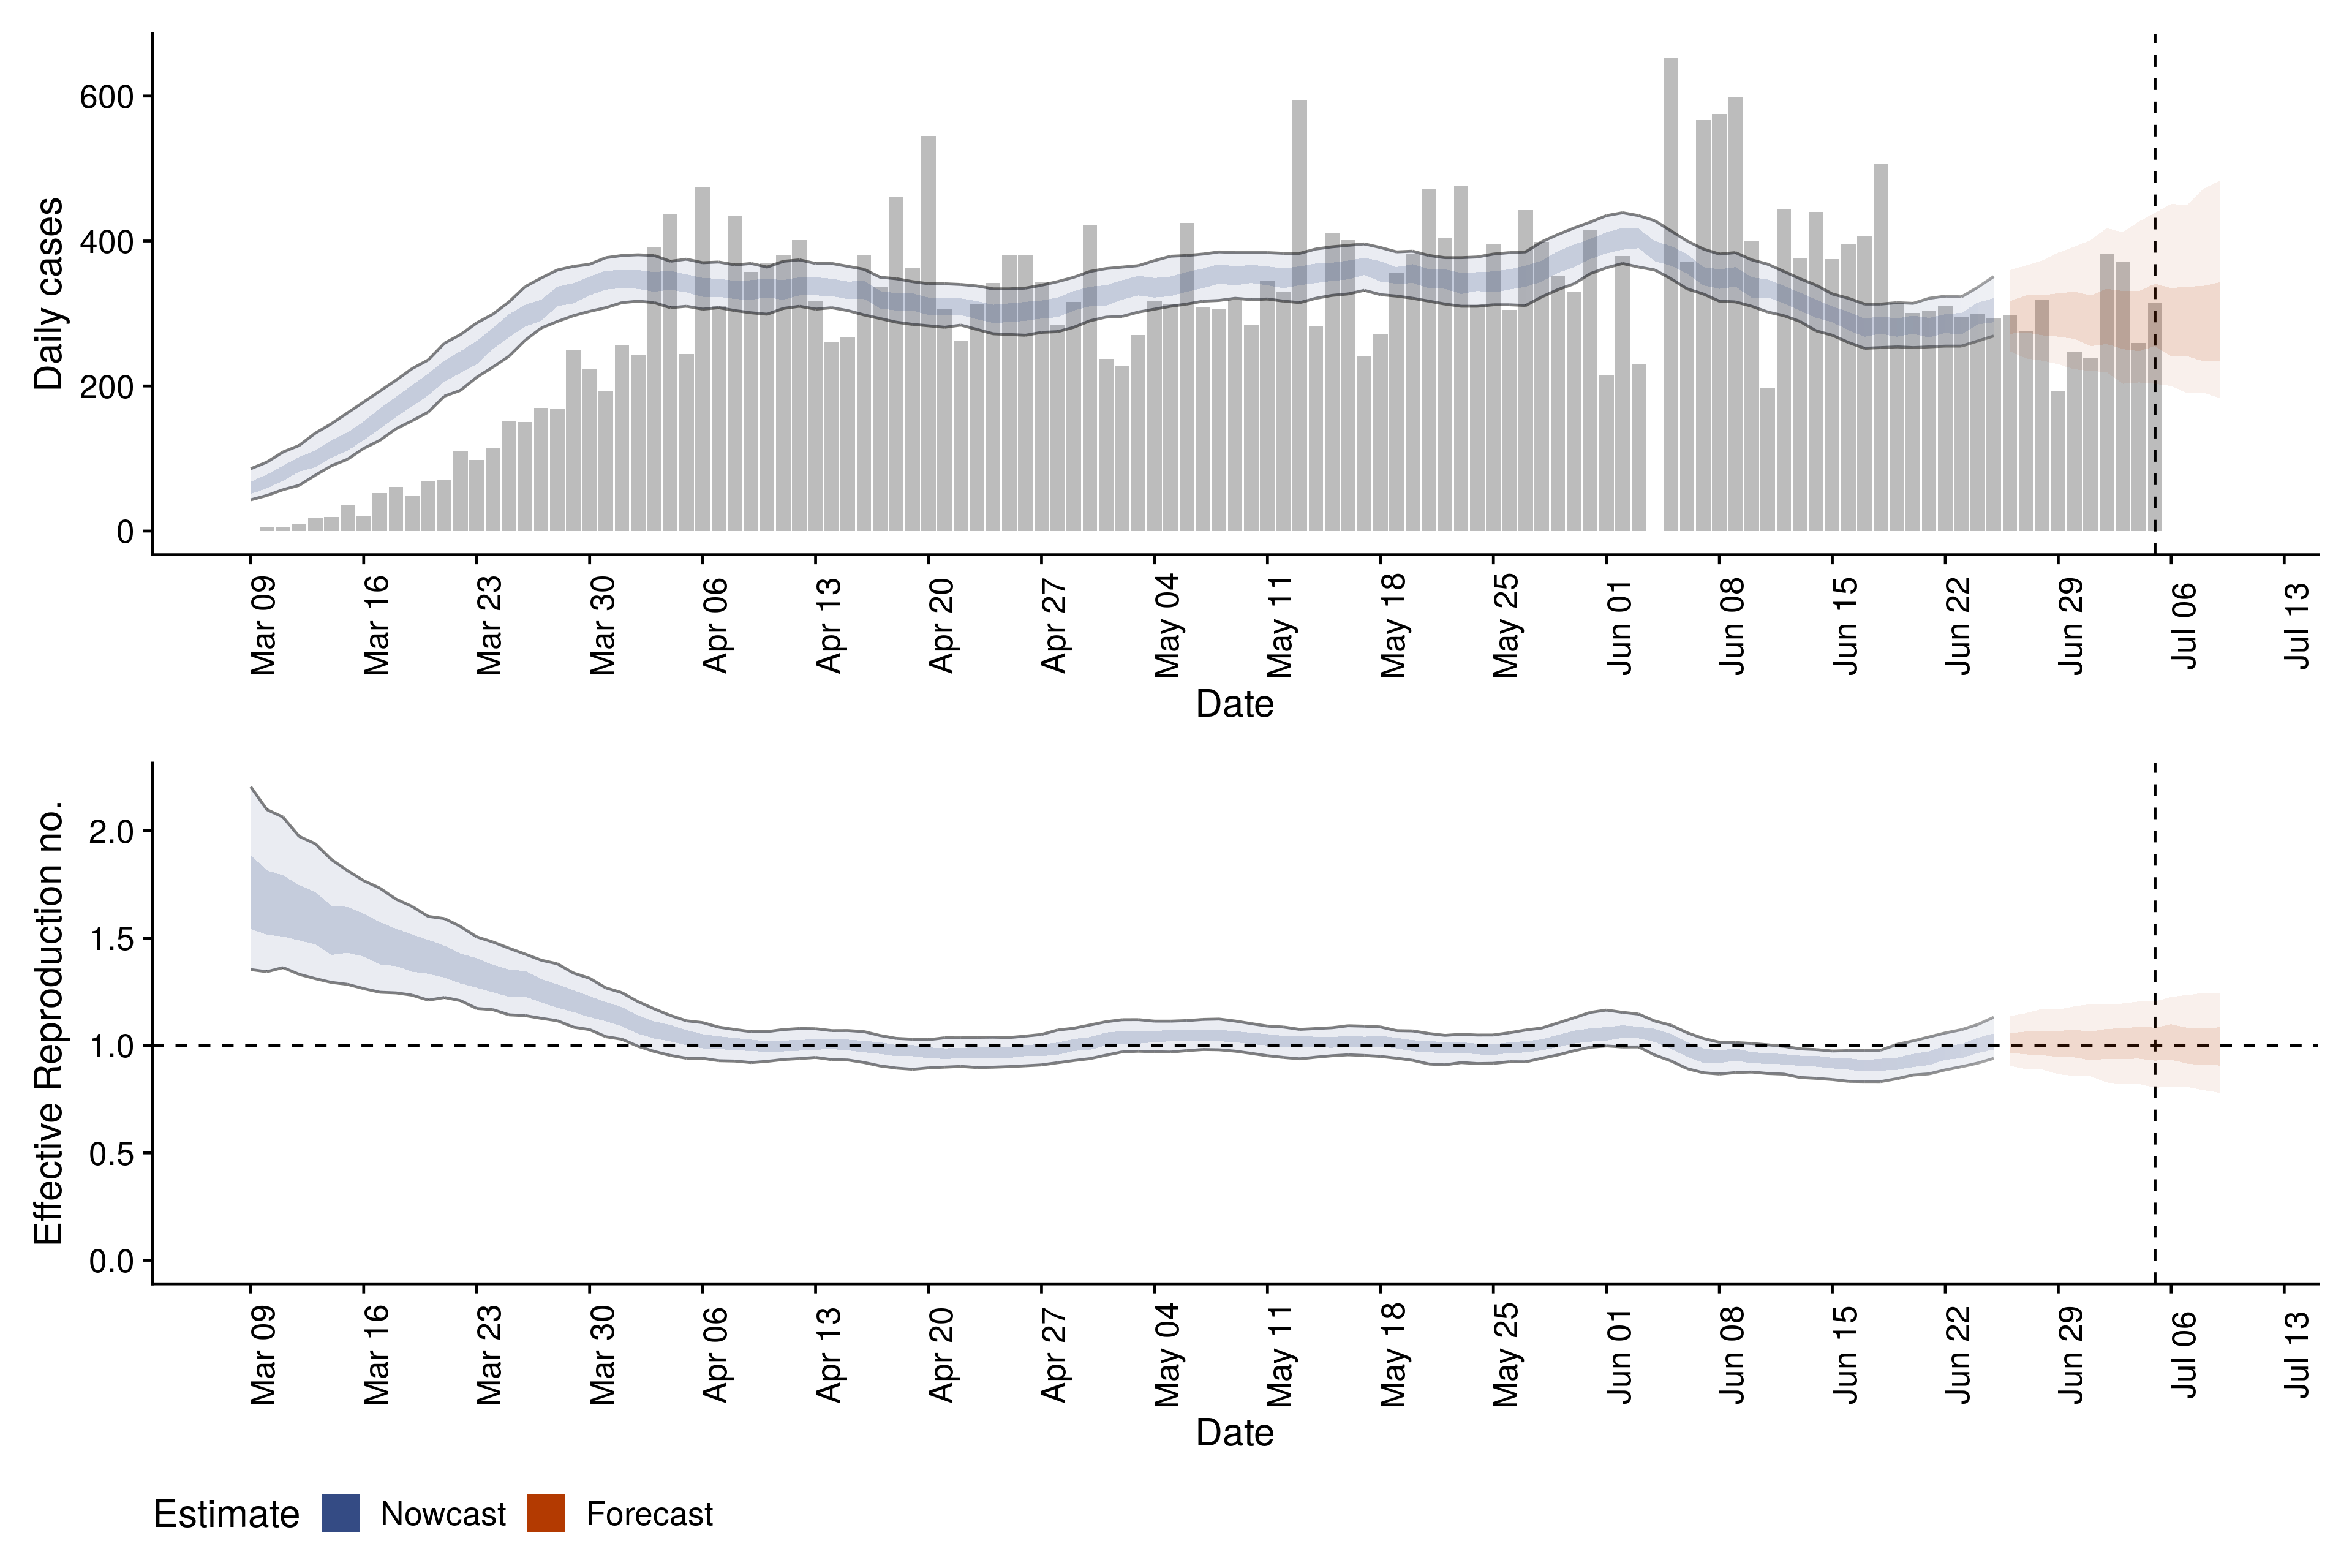 Daily cases
600
400
200
0
Mar 09 Mar 16 Mar 23 Mar 30 Apr 06 Apr 13 Apr 20 Apr 27 May 04 May 11 May 18 May 25 Jun 01 Jun 08 Jun 15 Jun 22 Jun 29 Jul 06 Jul 13
Date
Effective Reproduction no.
2.0
1.5
1.0
0.5
0.0
Mar 09 Mar 16 Mar 23 Mar 30 Apr 06 Apr 13 Apr 20 Apr 27 May 04 May 11 May 18 May 25 Jun 01 Jun 08 Jun 15 Jun 22 Jun 29 Jul 06 Jul 13
Date
Estimate Nowcast Forecast